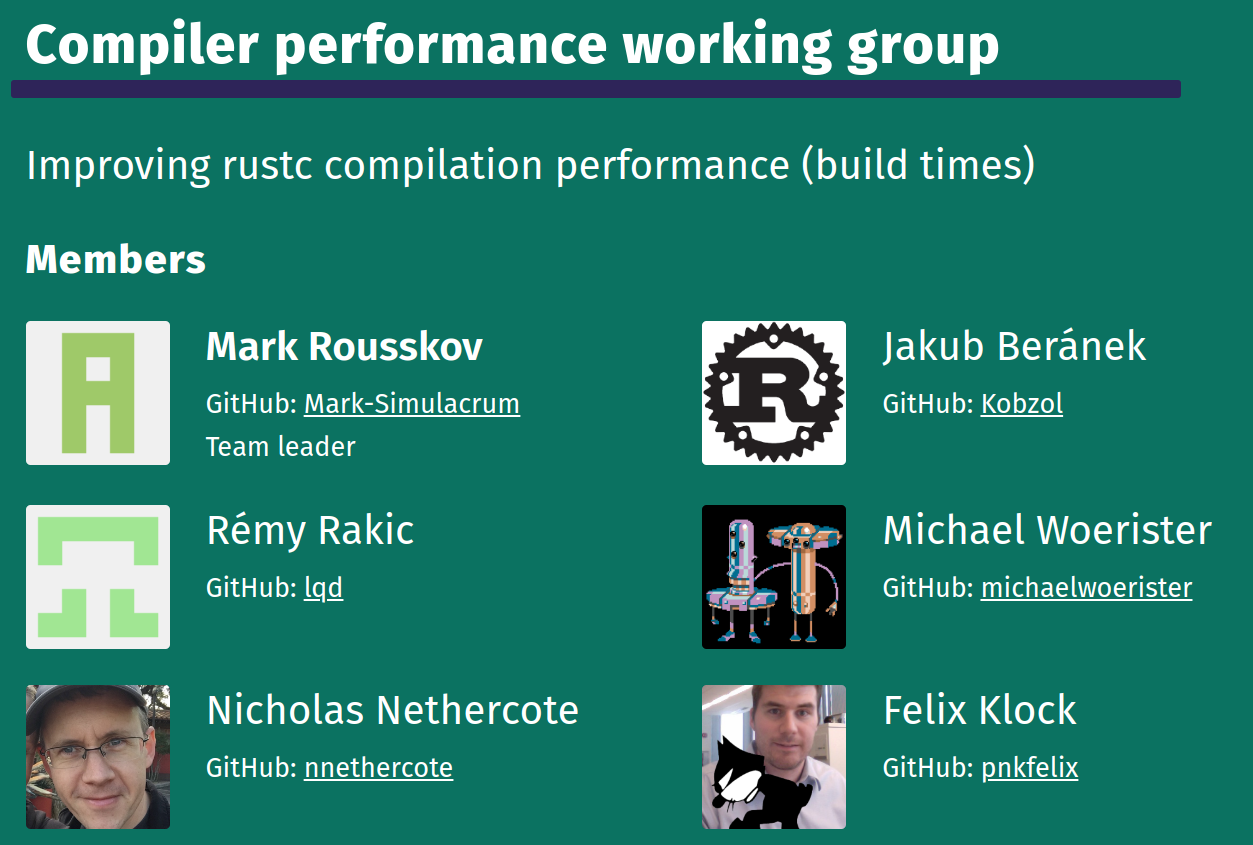 Compiler performance working group
Improving rustc compilation performance (build times)
Members
Mark Rousskov
GitHub: Mark-Simulacrum
Team leader
R
Jakub Beránek
GitHub: Kobzol
Rémy Rakic
GitHub: lqd
Michael Woerister
GitHub: michaelwoerister
Nicholas Nethercote
GitHub: nnethercote
Felix Klock
GitHub: pnkfelix